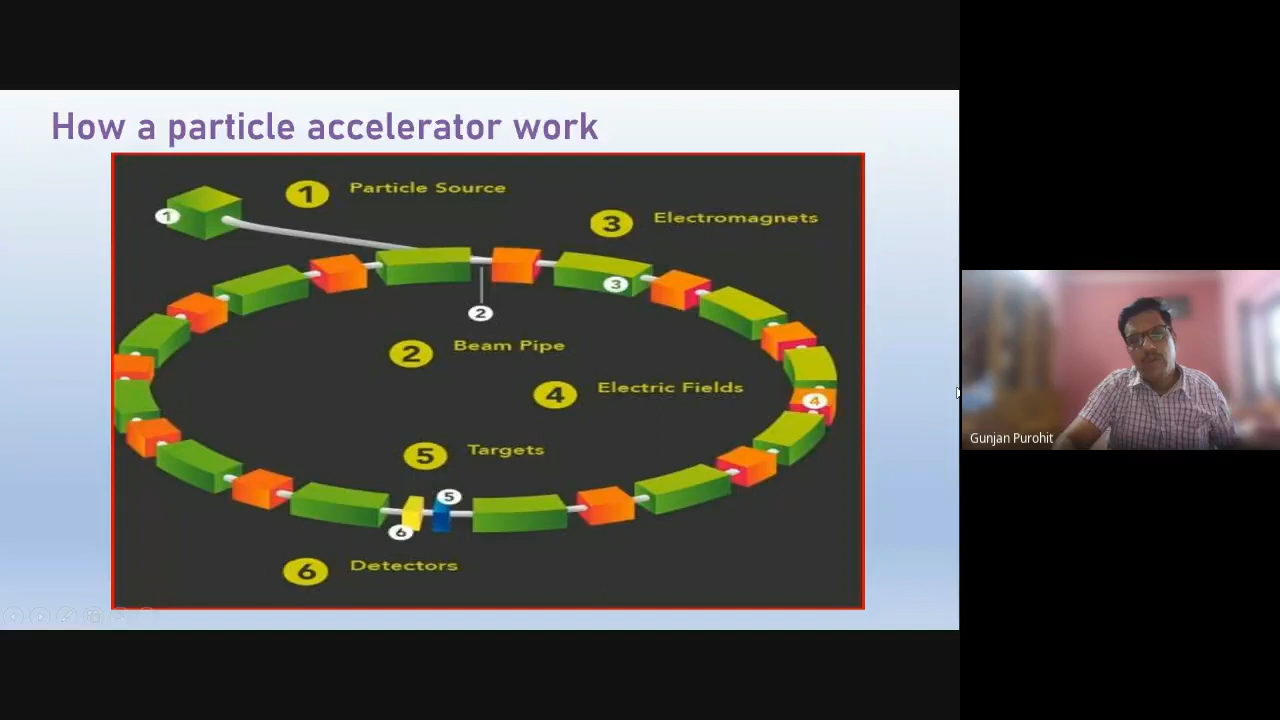 How a particle accelerator work
1 Particle Source
1
3 Electromagnets
3
2
2 Beam Pipe
4 Electric Fields
4
5 Targets
5
6
6 Detectors
Gunjan Purohit